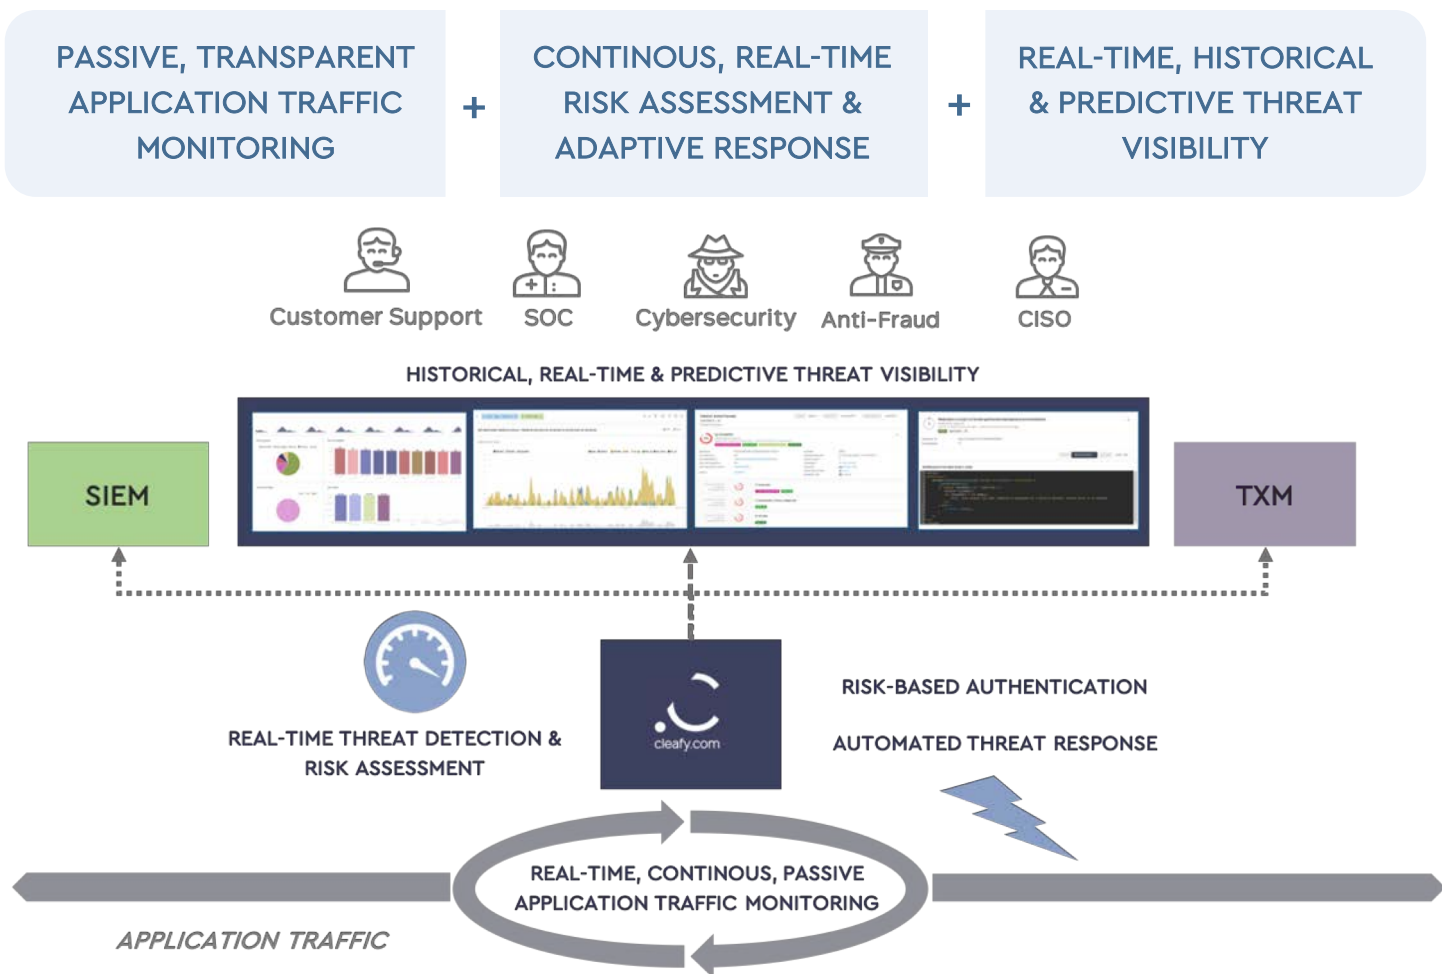 PASSIVE, TRANSPARENT
APPLICATION TRAFFIC
MONITORING
+
CONTINOUS, REAL-TIME
RISK ASSESSMENT &
ADAPTIVE RESPONSE
+
REAL-TIME, HISTORICAL
& PREDICTIVE THREAT
VISIBILITY
Customer Support
SOC
Cybersecurity
Anti-Fraud
CISO
HISTORICAL, REAL-TIME & PREDICTIVE THREAT VISIBILITY
SIEM
TXM
REAL-TIME THREAT DETECTION &
RISK ASSESSMENT
cleafy.com
RISK-BASED AUTHENTICATION
AUTOMATED THREAT RESPONSE
REAL-TIME, CONTINOUS, PASSIVE
APPLICATION TRAFFIC MONITORING
APPLICATION TRAFFIC